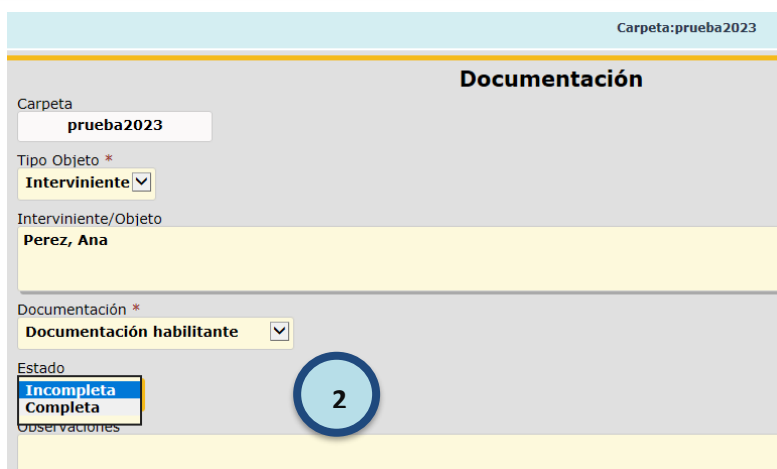 Carpeta:prueba2023
Documentación
Carpeta
prueba2023
Tipo Objeto *
Interviniente
Interviniente/Objeto
Perez, Ana
Documentación *
Documentación habilitante
Estado
Incompleta
Completa
2
Observaciones